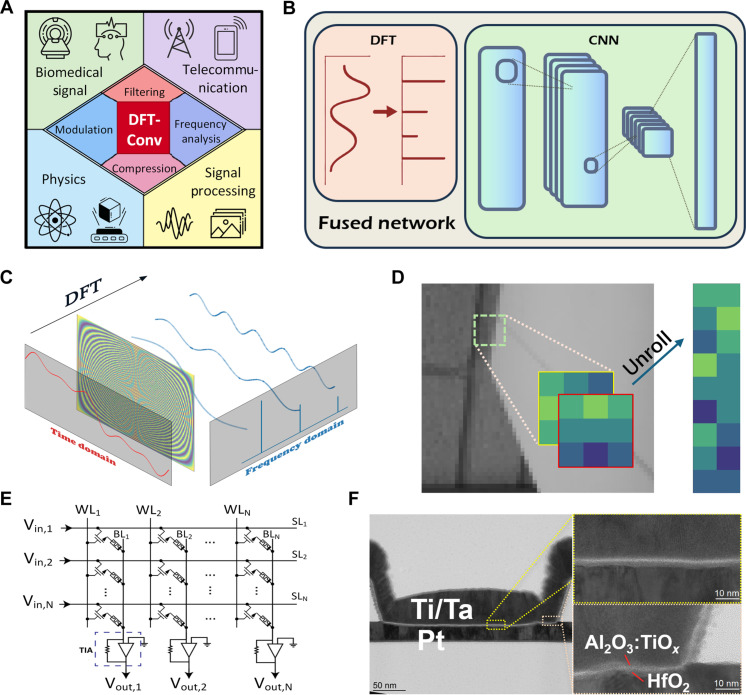 A
Biomedical
signal
Telecommu-
nication
Filtering
Modulation
DFT-
Conv
Frequency
analysis
Compression
Physics
Signal
processing
B
DFT
CNN
Fused network
C
DFT
Time domain
Frequency domain
D
Unroll
E
WL1
WL2
WLN
Vin,1
BL1
BL2
BLN
SL1
...
Vin,2
SL2
...
Vin,N
SLN
...
TIA
Vout,1
Vout,2
Vout,N
F
Ti/Ta
Pt
50 nm
10 nm
Al2O3:TiOx
HfO2
10 nm